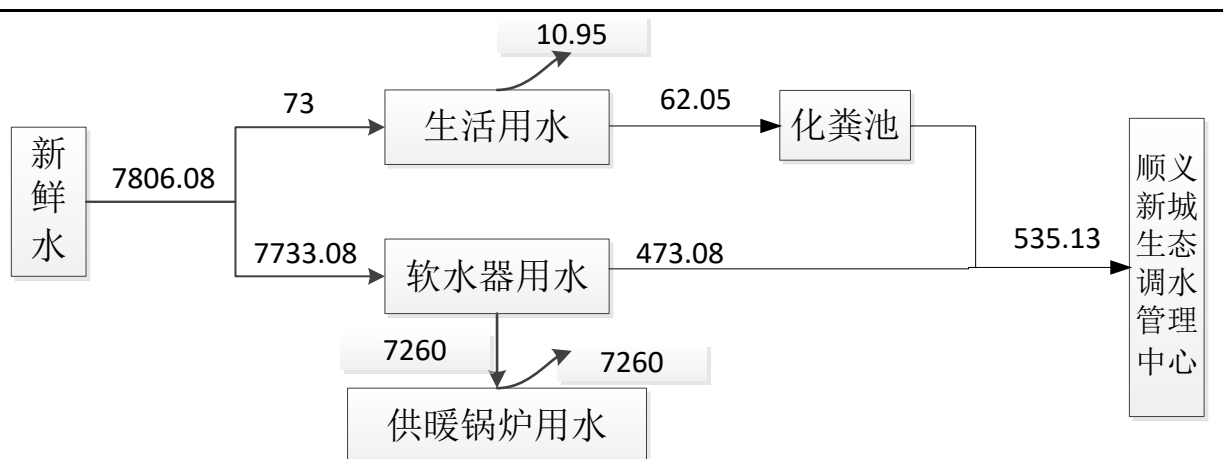 10.95
73
生活用水
62.05
化粪池
新
鲜
水
7806.08
顺义
新城
生态
调水
管理
中心
7733.08
软水器用水
473.08
535.13
7260
7260
供暖锅炉用水